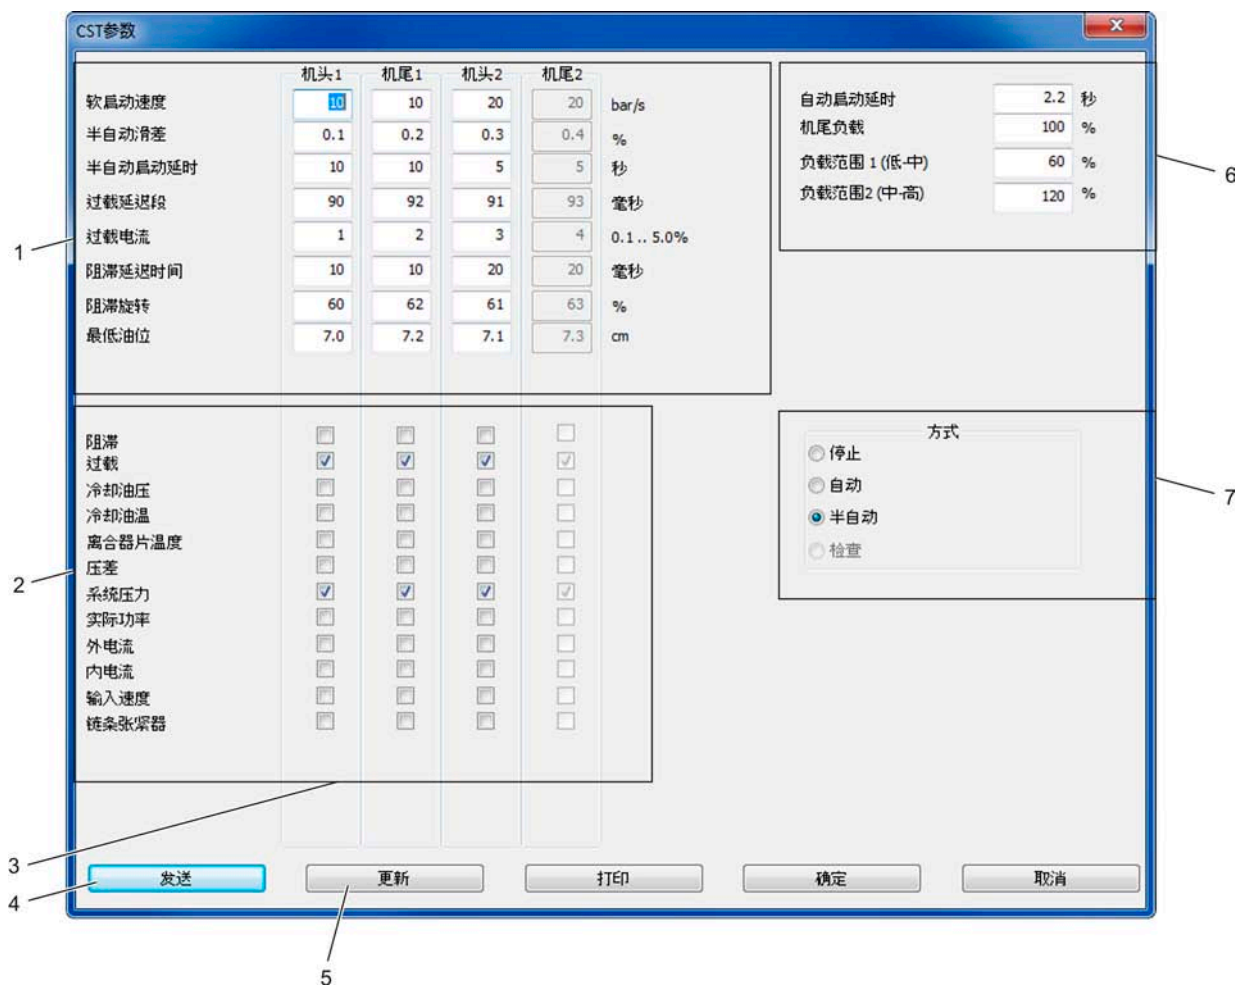 CST参数
机头1 机尾1 机头2 机尾2
软启动速度 10 10 20 20 bar/s
半自动滑差 0.1 0.2 0.3 0.4 %
半自动启动延时 10 10 5 5 秒
过载延迟段 90 92 91 93 毫秒
过载电流 1 2 3 4 0.1 .. 5.0%
阻滞延迟时间 10 10 20 20 毫秒
阻滞旋转 60 62 61 63 %
最低油位 7.0 7.2 7.1 7.3 cm
1
自动启动延时 2.2 秒
机尾负载 100 %
负载范围 1 (低-中) 60 %
负载范围2 (中-高) 120 %
6
阻滞
过载
冷却油压
冷却油温
离合器片温度
压差
系统压力
实际功率
外电流
内电流
输入速度
链条张紧器
2
方式
停止
自动
半自动
检查
7
3
发送 更新 打印 确定 取消
4
5